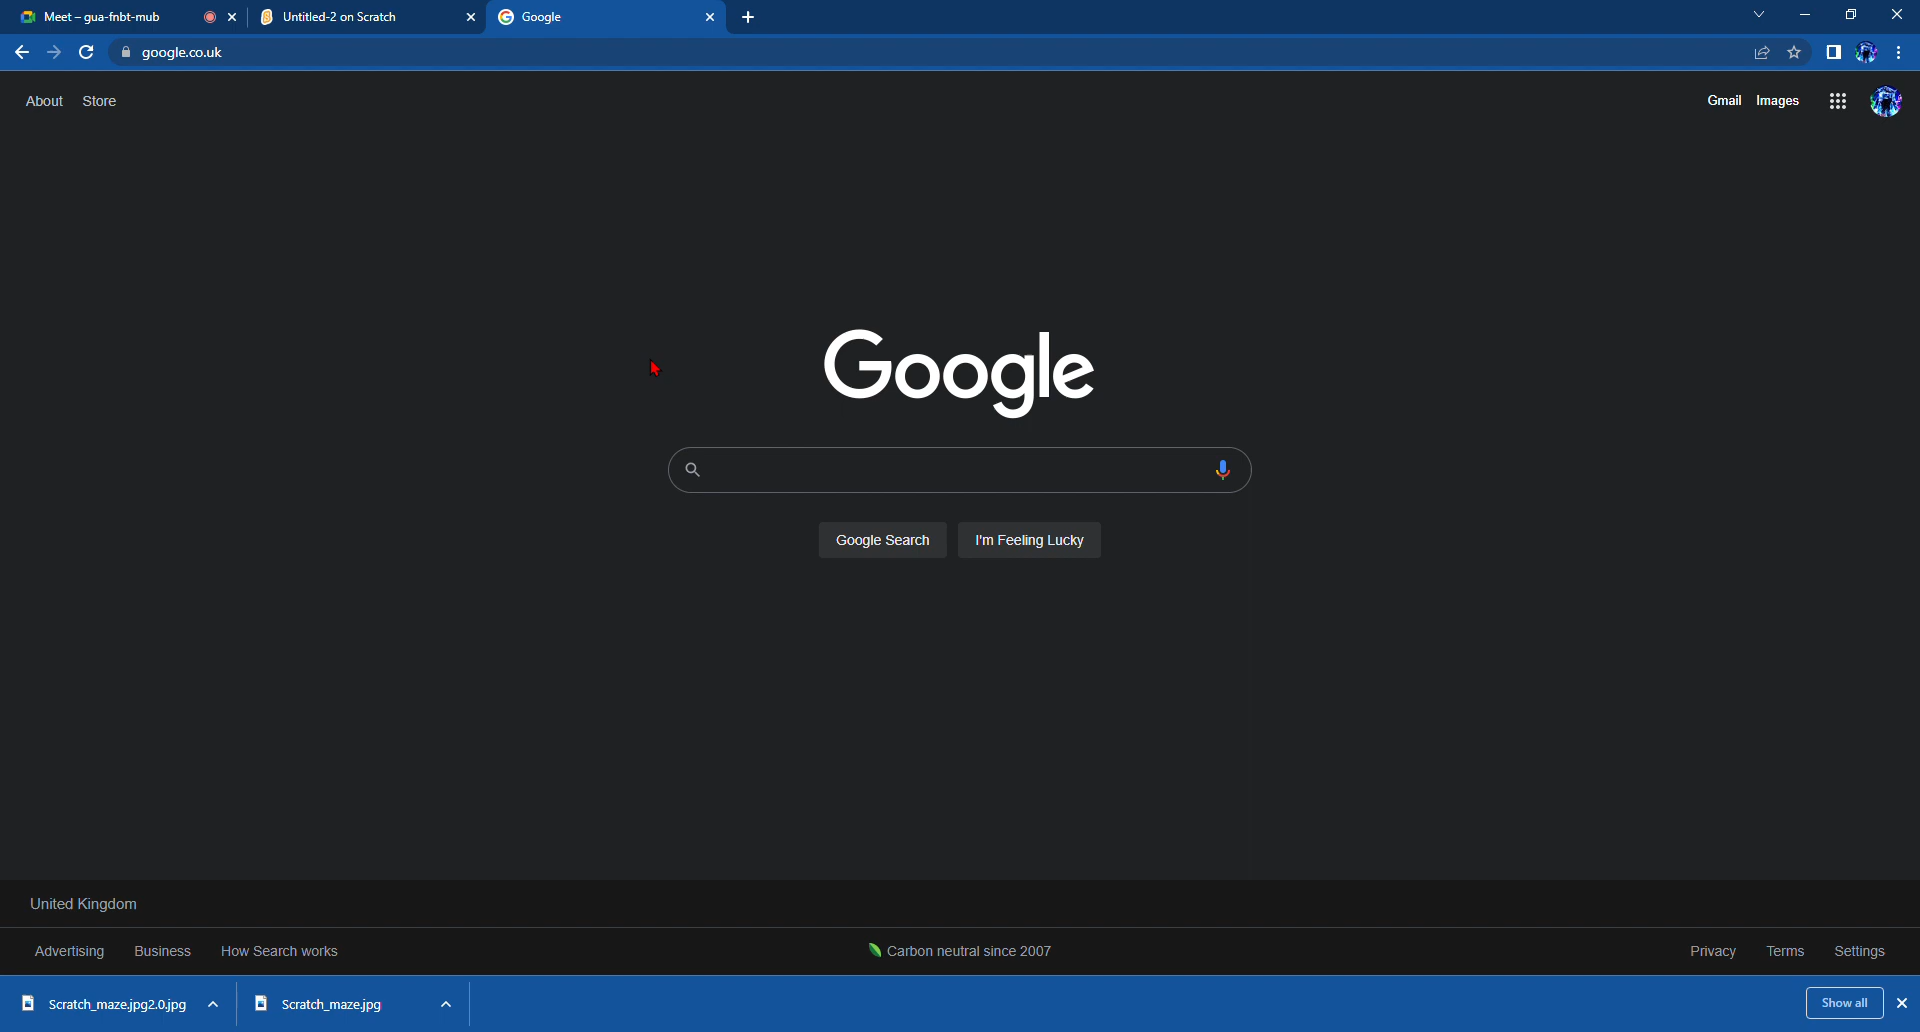 Meet – gua-fnbt-mub
Untitled-2 on Scratch
Google
google.co.uk
About Store
Gmail Images
Google
Google Search I'm Feeling Lucky
United Kingdom
Advertising Business How Search works
Carbon neutral since 2007
Privacy Terms Settings
Scratch_maze.jpg2.0.jpg
Scratch_maze.jpg
Show all